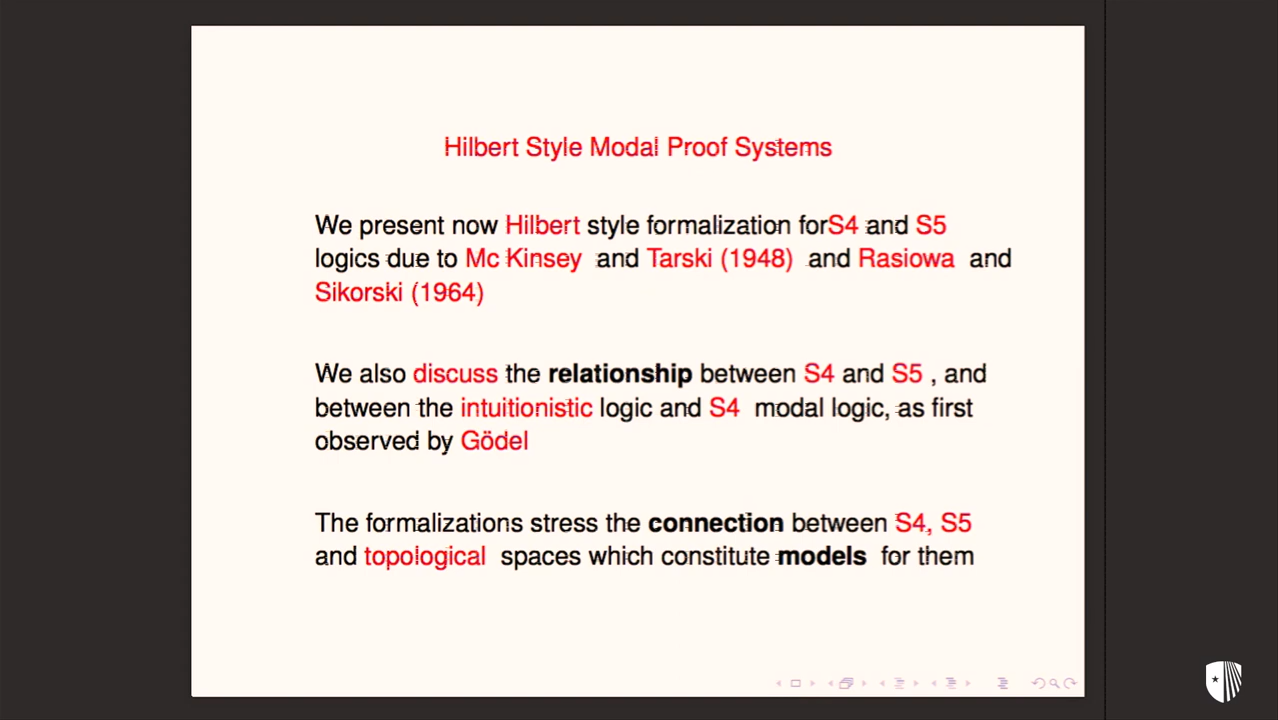 Hilbert Style Modal Proof Systems
We present now Hilbert style formalization forS4 and S5
logics due to Mc Kinsey and Tarski (1948) and Rasiowa and
Sikorski (1964)
We also discuss the relationship between S4 and S5 , and
between the intuitionistic logic and S4 modal logic, as first
observed by Gödel
The formalizations stress the connection between S4, S5
and topological spaces which constitute models for them